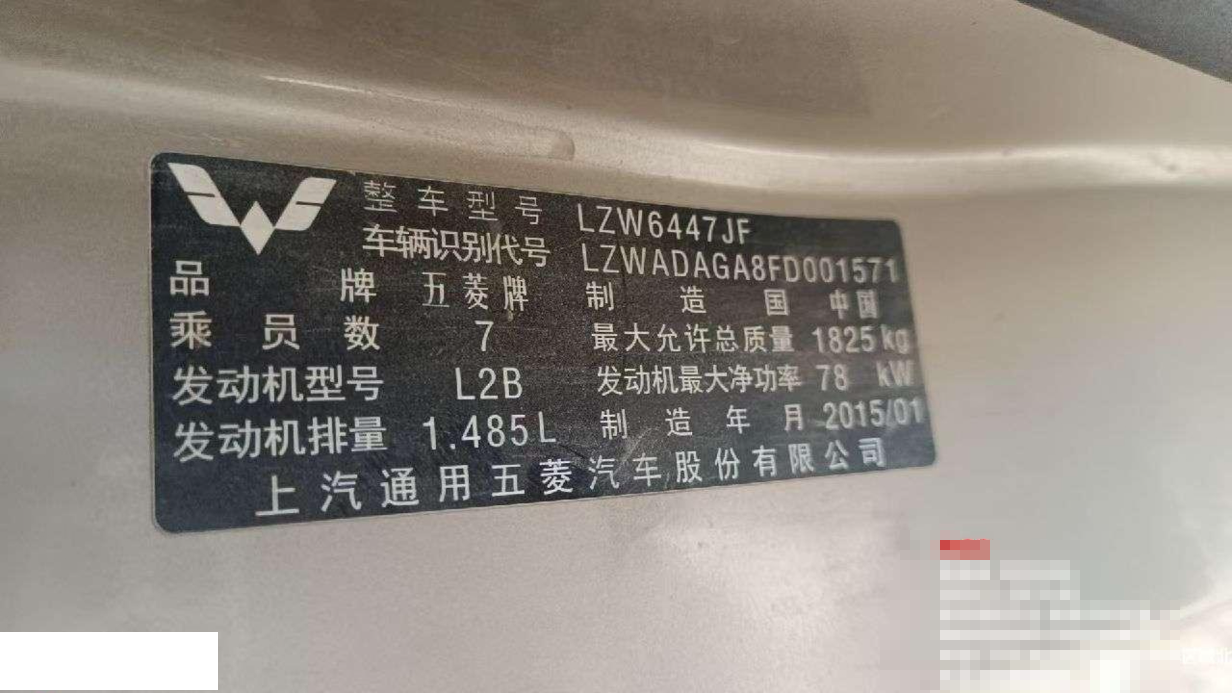 整车型号 LZW6447JF
车辆识别代号 LZWADAGA8FD001571
品牌 五菱牌 制造国 中国
乘员数 7 最大允许总质量 1825 kg
发动机型号 L2B 发动机最大净功率 78 kW
发动机排量 1.485L 制造年月 2015/01
上汽通用五菱汽车股份有限公司